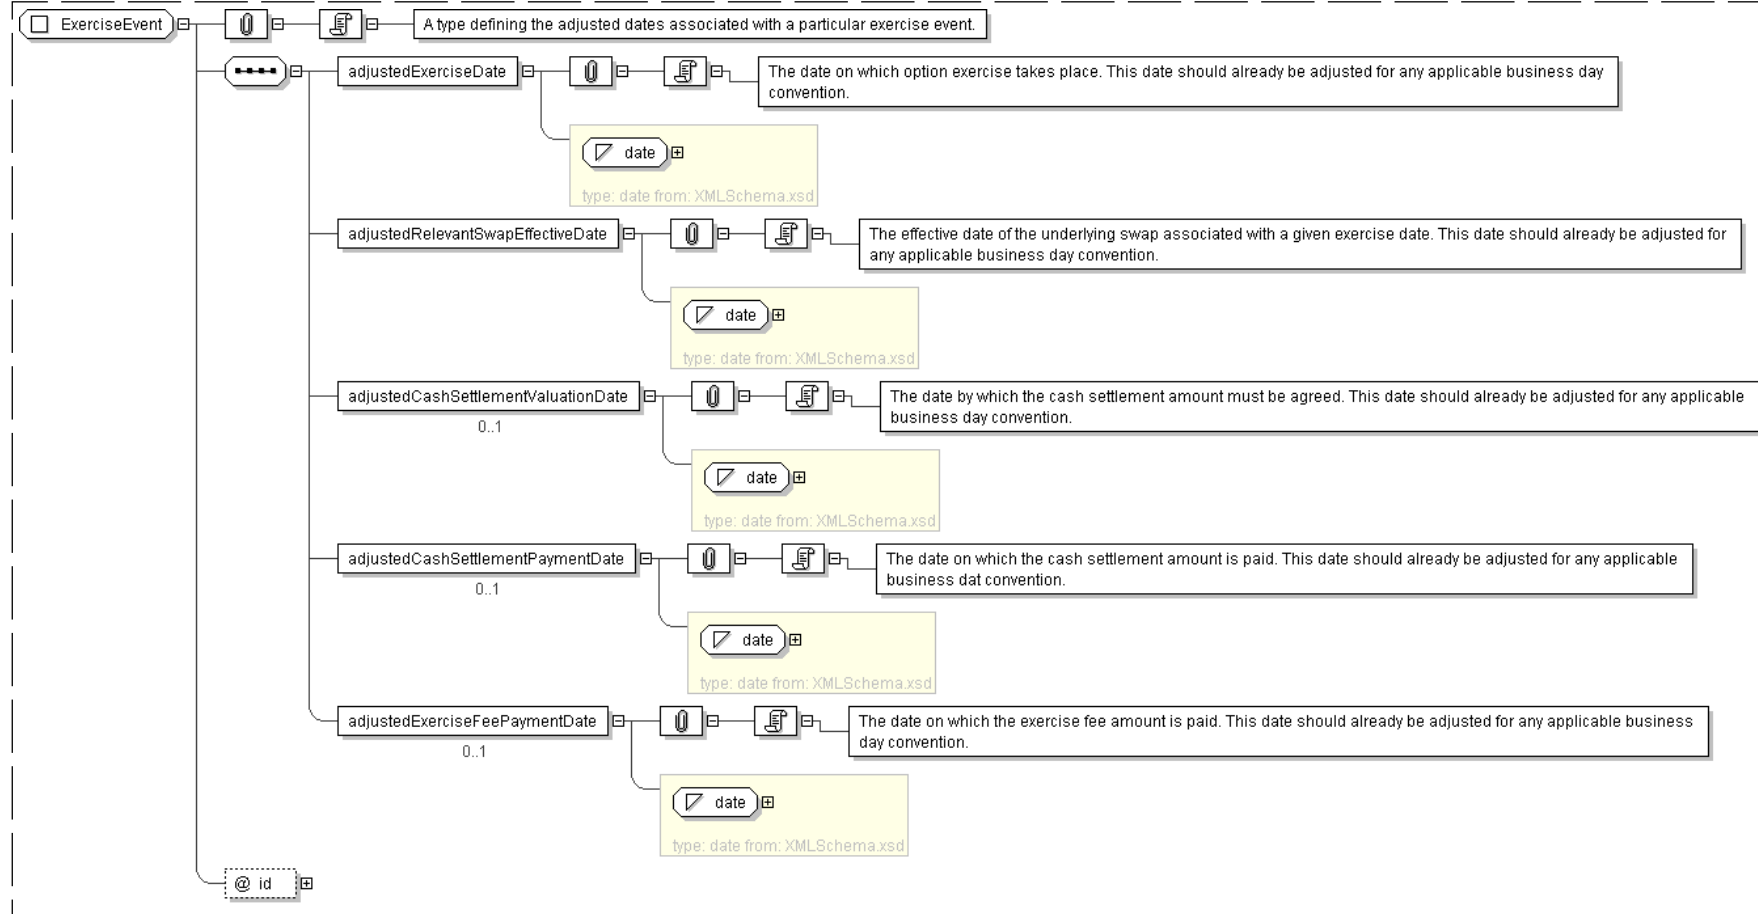 ExerciseEvent
A type defining the adjusted dates associated with a particular exercise event.
adjustedExerciseDate
The date on which option exercise takes place. This date should already be adjusted for any applicable business day
convention.
date
type: date from: XMLSchema.xsd
adjustedRelevantSwapEffectiveDate
The effective date of the underlying swap associated with a given exercise date. This date should already be adjusted for
any applicable business day convention.
date
type: date from: XMLSchema.xsd
adjustedCashSettlementValuationDate
0..1
The date by which the cash settlement amount must be agreed. This date should already be adjusted for any applicable
business day convention.
date
type: date from: XMLSchema.xsd
adjustedCashSettlementPaymentDate
0..1
The date on which the cash settlement amount is paid. This date should already be adjusted for any applicable
business dat convention.
date
type: date from: XMLSchema.xsd
adjustedExerciseFeePaymentDate
0..1
The date on which the exercise fee amount is paid. This date should already be adjusted for any applicable business
day convention.
date
type: date from: XMLSchema.xsd
@ id